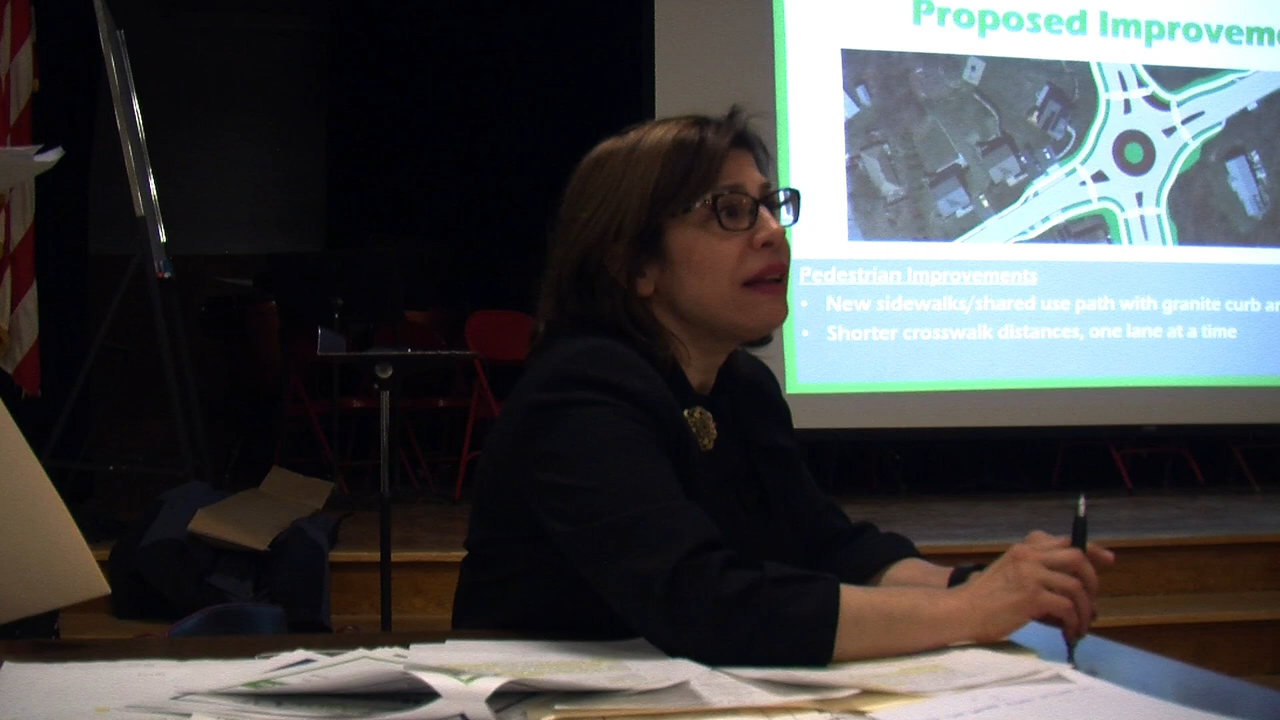 Proposed Improveme
Pedestrian Improvements
• New sidewalks/shared use path with granite curb an
• Shorter crosswalk distances, one lane at a time